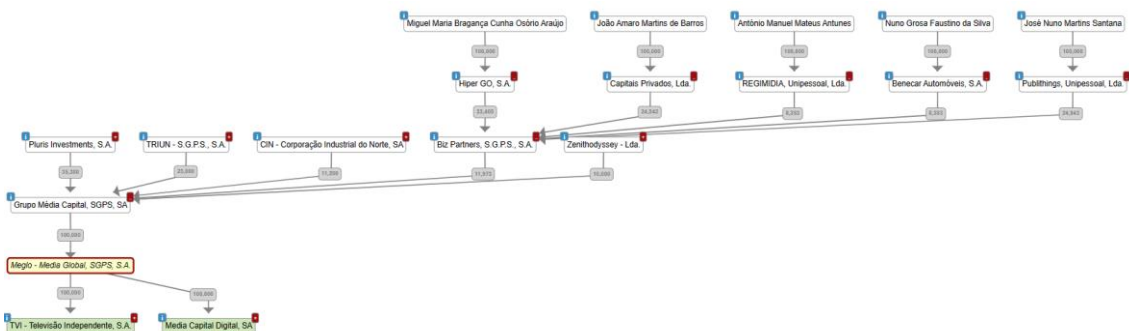 Miguel Maria Bragança Cunha Osório Araújo
João Amaro Martins de Barros
António Manuel Mateus Antunes
Nuno Grosa Faustino da Silva
José Nuno Martins Santana
100,000
100,000
100,000
100,000
100,000
Hiper GO, S.A.
Capitais Privados, Lda.
REGIMIDIA, Unipessoal, Lda.
Benecar Automóveis, S.A.
Publithings, Unipessoal, Lda.
Pluris Investments, S.A.
TRIUN - S.G.P.S., S.A.
CIN - Corporação Industrial do Norte, SA
Biz Partners, S.G.P.S., S.A.
Zenithodyssey - Lda.
Grupo Média Capital, SGPS, SA
100,000
Meglo - Media Global, SGPS, S.A.
100,000
100,000
TVI - Televisão Independente, S.A.
Media Capital Digital, SA